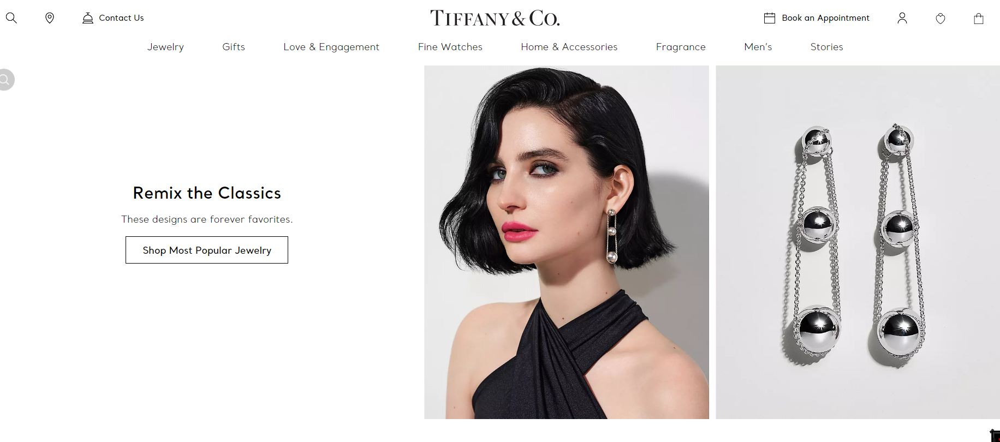 Contact Us
TIFFANY & CO.
Book an Appointment
Jewelry
Gifts
Love & Engagement
Fine Watches
Home & Accessories
Fragrance
Men’s
Stories
Remix the Classics
These designs are forever favorites.
Shop Most Popular Jewelry